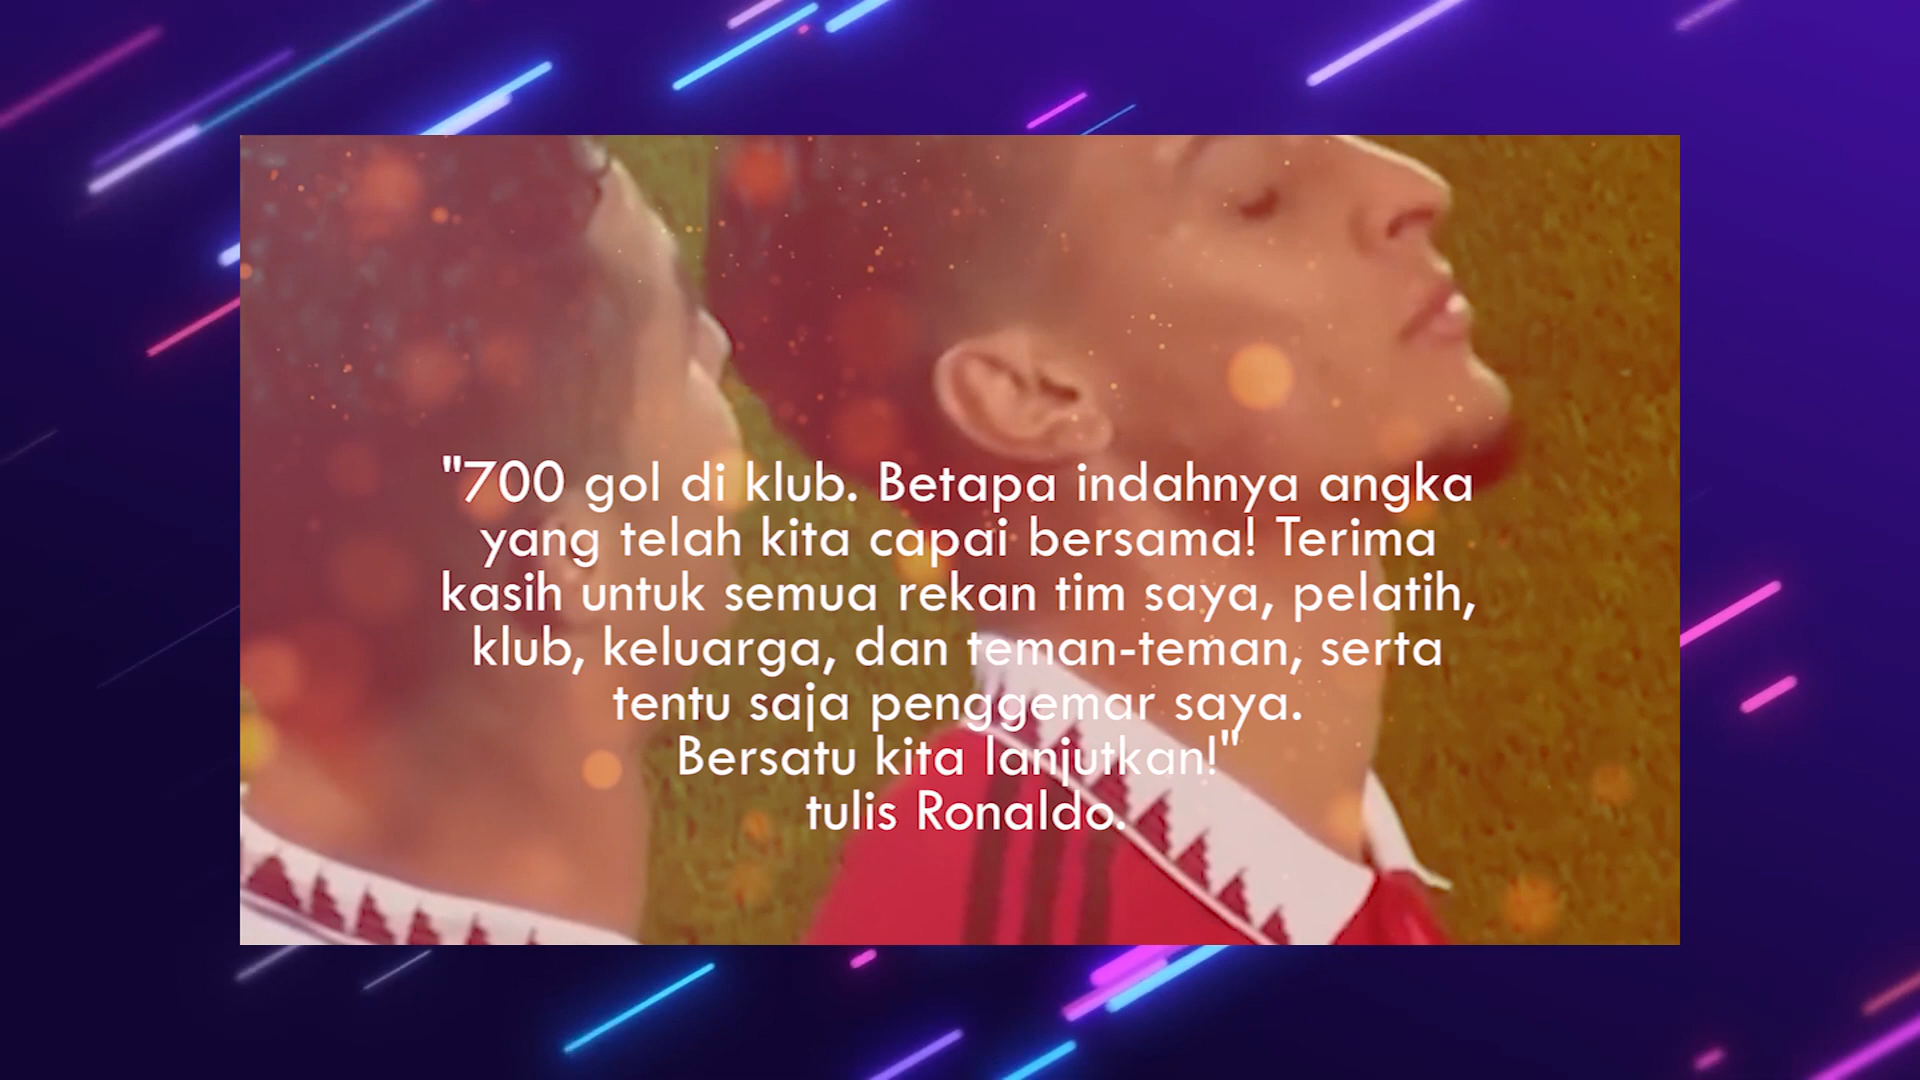 "700 gol di klub. Betapa indahnya angka
yang telah kita capai bersama! Terima
kasih untuk semua rekan tim saya, pelatih,
klub, keluarga, dan teman-teman, serta
tentu saja penggemar saya.
Bersatu kita lanjutkan!"
tulis Ronaldo.